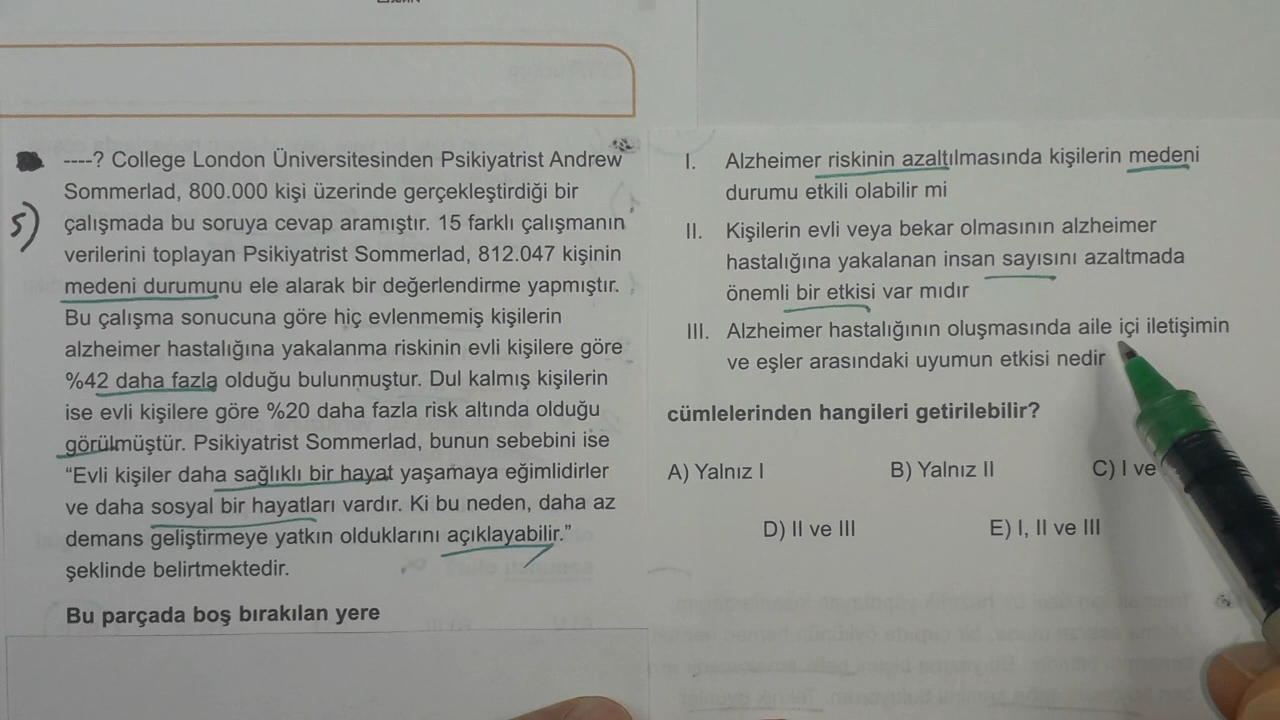 5)
----? College London Üniversitesinden Psikiyatrist Andrew
Sommerlad, 800.000 kişi üzerinde gerçekleştirdiği bir
çalışmada bu soruya cevap aramıştır. 15 farklı çalışmanın
verilerini toplayan Psikiyatrist Sommerlad, 812.047 kişinin
medeni durumunu ele alarak bir değerlendirme yapmıştır.
Bu çalışma sonucuna göre hiç evlenmemiş kişilerin
alzheimer hastalığına yakalanma riskinin evli kişilere göre
%42 daha fazla olduğu bulunmuştur. Dul kalmış kişilerin
ise evli kişilere göre %20 daha fazla risk altında olduğu
görülmüştür. Psikiyatrist Sommerlad, bunun sebebini ise
“Evli kişiler daha sağlıklı bir hayat yaşamaya eğimlidirler
ve daha sosyal bir hayatları vardır. Ki bu neden, daha az
demans geliştirmeye yatkın olduklarını açıklayabilir.”
şeklinde belirtmektedir.
Bu parçada boş bırakılan yere
I. Alzheimer riskinin azaltılmasında kişilerin medeni
durumu etkili olabilir mi
II. Kişilerin evli veya bekar olmasının alzheimer
hastalığına yakalanan insan sayısını azaltmada
önemli bir etkisi var mıdır
III. Alzheimer hastalığının oluşmasında aile içi iletişimin
ve eşler arasındaki uyumun etkisi nedir
cümlelerinden hangileri getirilebilir?
A) Yalnız I B) Yalnız II C) I ve
D) II ve III E) I, II ve III